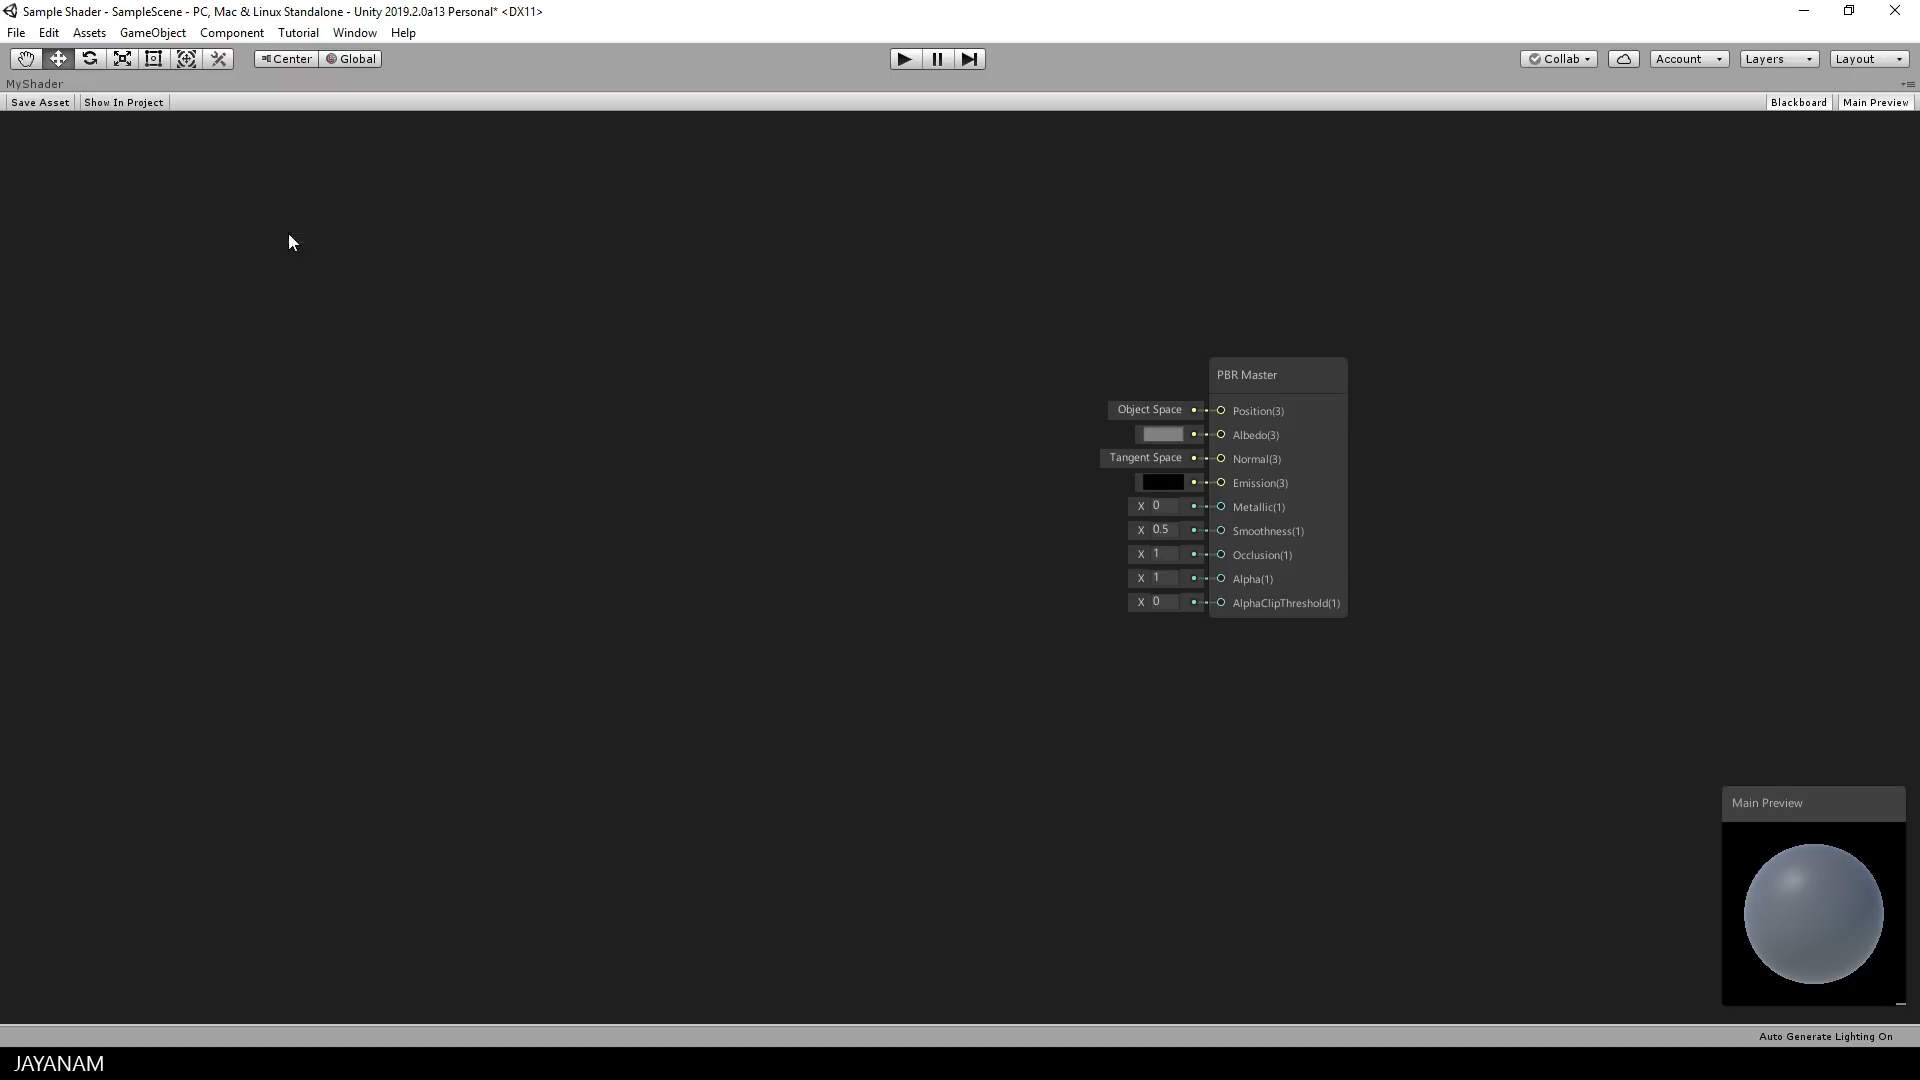 Sample Shader - SampleScene - PC, Mac & Linux Standalone - Unity 2019.2.0a13 Personal* <DX11>
File Edit Assets GameObject Component Tutorial Window Help
Center Global Collab Account Layers Layout
MyShader
Save Asset Show In Project Blackboard Main Preview
PBR Master
Object Space Position(3)
Albedo(3)
Tangent Space Normal(3)
Emission(3)
X 0 Metallic(1)
X 0.5 Smoothness(1)
X 1 Occlusion(1)
X 1 Alpha(1)
X 0 AlphaClipThreshold(1)
Main Preview
Auto Generate Lighting On
JAYANAM